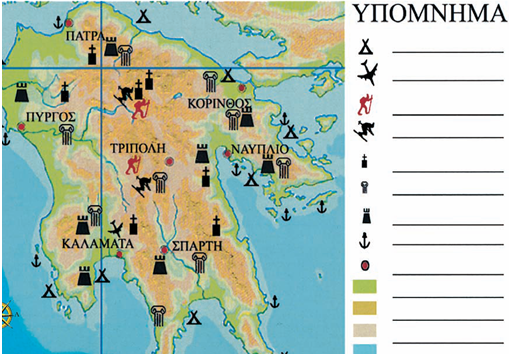 ΥΠΟΜΝΗΜΑ
ΠΑΤΡΑ
ΚΟΡΙΝΘΟΣ
ΠΥΡΓΟΣ
ΤΡΙΠΟΛΗ
ΝΑΥΠΛΙΟ
ΚΑΛΑΜΑΤΑ
ΣΠΑΡΤΗ